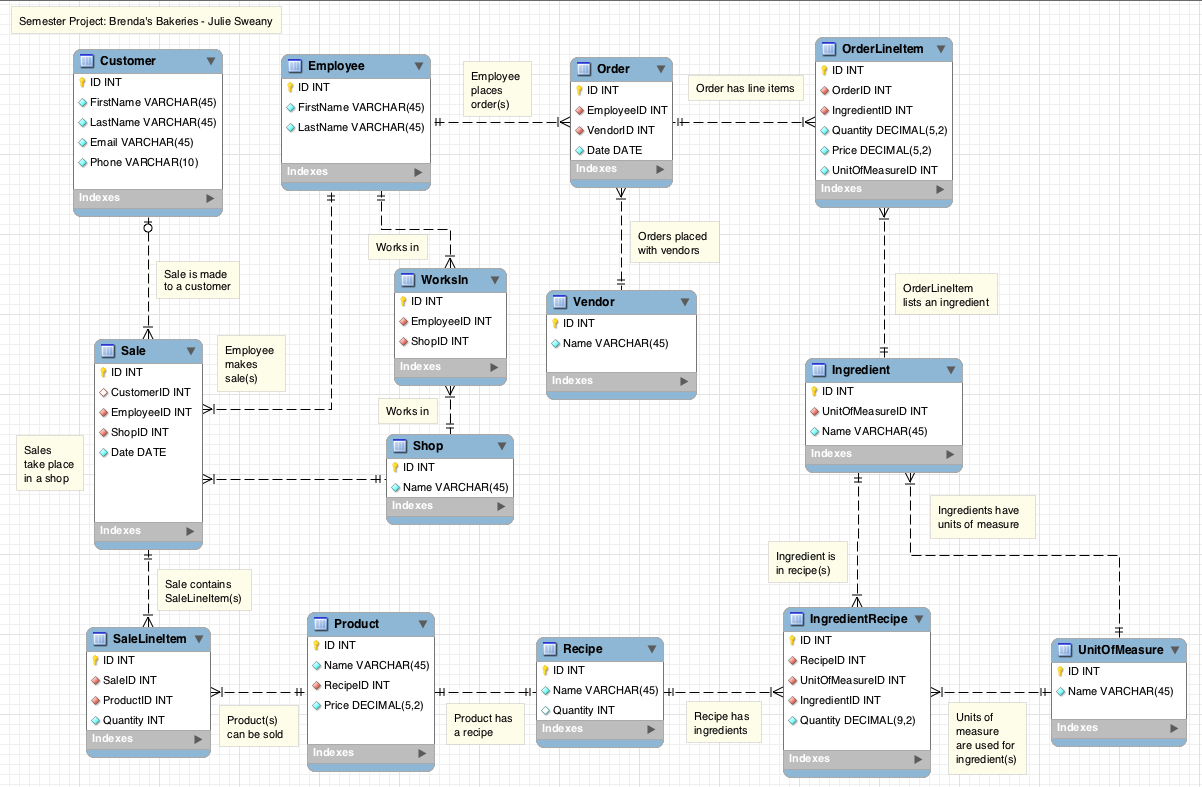 Semester Project: Brenda's Bakeries - Julie Sweany
Customer
ID INT
FirstName VARCHAR(45)
LastName VARCHAR(45)
Email VARCHAR(45)
Phone VARCHAR(10)
Indexes
Employee
ID INT
FirstName VARCHAR(45)
LastName VARCHAR(45)
Indexes
Employee
places
order(s)
Order
ID INT
EmployeeID INT
VendorID INT
Date DATE
Indexes
Order has line items
OrderLineItem
ID INT
OrderID INT
IngredientID INT
Quantity DECIMAL(5,2)
Price DECIMAL(5,2)
UnitOfMeasureID INT
Indexes
Sale is made
to a customer
Works in
WorksIn
ID INT
EmployeeID INT
ShopID INT
Indexes
Orders placed
with vendors
Vendor
ID INT
Name VARCHAR(45)
Indexes
OrderLineItem
lists an ingredient
Sale
ID INT
CustomerID INT
EmployeeID INT
ShopID INT
Date DATE
Indexes
Employee
makes
sale(s)
Works in
Ingredient
ID INT
UnitOfMeasureID INT
Name VARCHAR(45)
Indexes
Sales
take place
in a shop
Shop
ID INT
Name VARCHAR(45)
Indexes
Ingredients have
units of measure
Ingredient is
in recipe(s)
Sale contains
SaleLineItem(s)
SaleLineItem
ID INT
SaleID INT
ProductID INT
Quantity INT
Indexes
Product(s)
can be sold
Product
ID INT
Name VARCHAR(45)
RecipeID INT
Price DECIMAL(5,2)
Indexes
Product has
a recipe
Recipe
ID INT
Name VARCHAR(45)
Quantity INT
Indexes
Recipe has
ingredients
IngredientRecipe
ID INT
RecipeID INT
UnitOfMeasureID INT
IngredientID INT
Quantity DECIMAL(9,2)
Indexes
Units of
measure
are used for
ingredient(s)
UnitOfMeasure
ID INT
Name VARCHAR(45)
Indexes